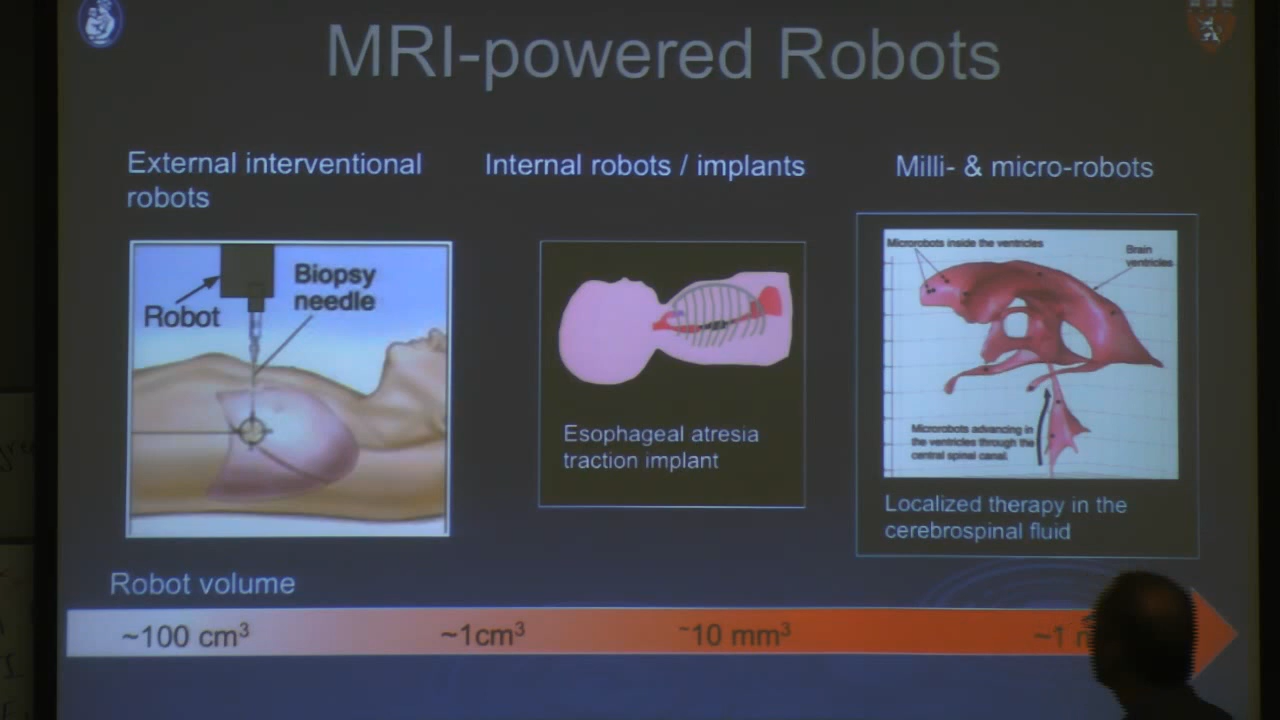 MRI-powered Robots
External interventional
robots
Internal robots / implants
Milli- & micro-robots
Robot
Biopsy
needle
Esophageal atresia
traction implant
Microrobots inside the ventricles
Brain
ventricles
Microrobots advancing in
the ventricles through the
central spinal canal.
Localized therapy in the
cerebrospinal fluid
Robot volume
~100 cm³
~1cm³
~10 mm³
~1